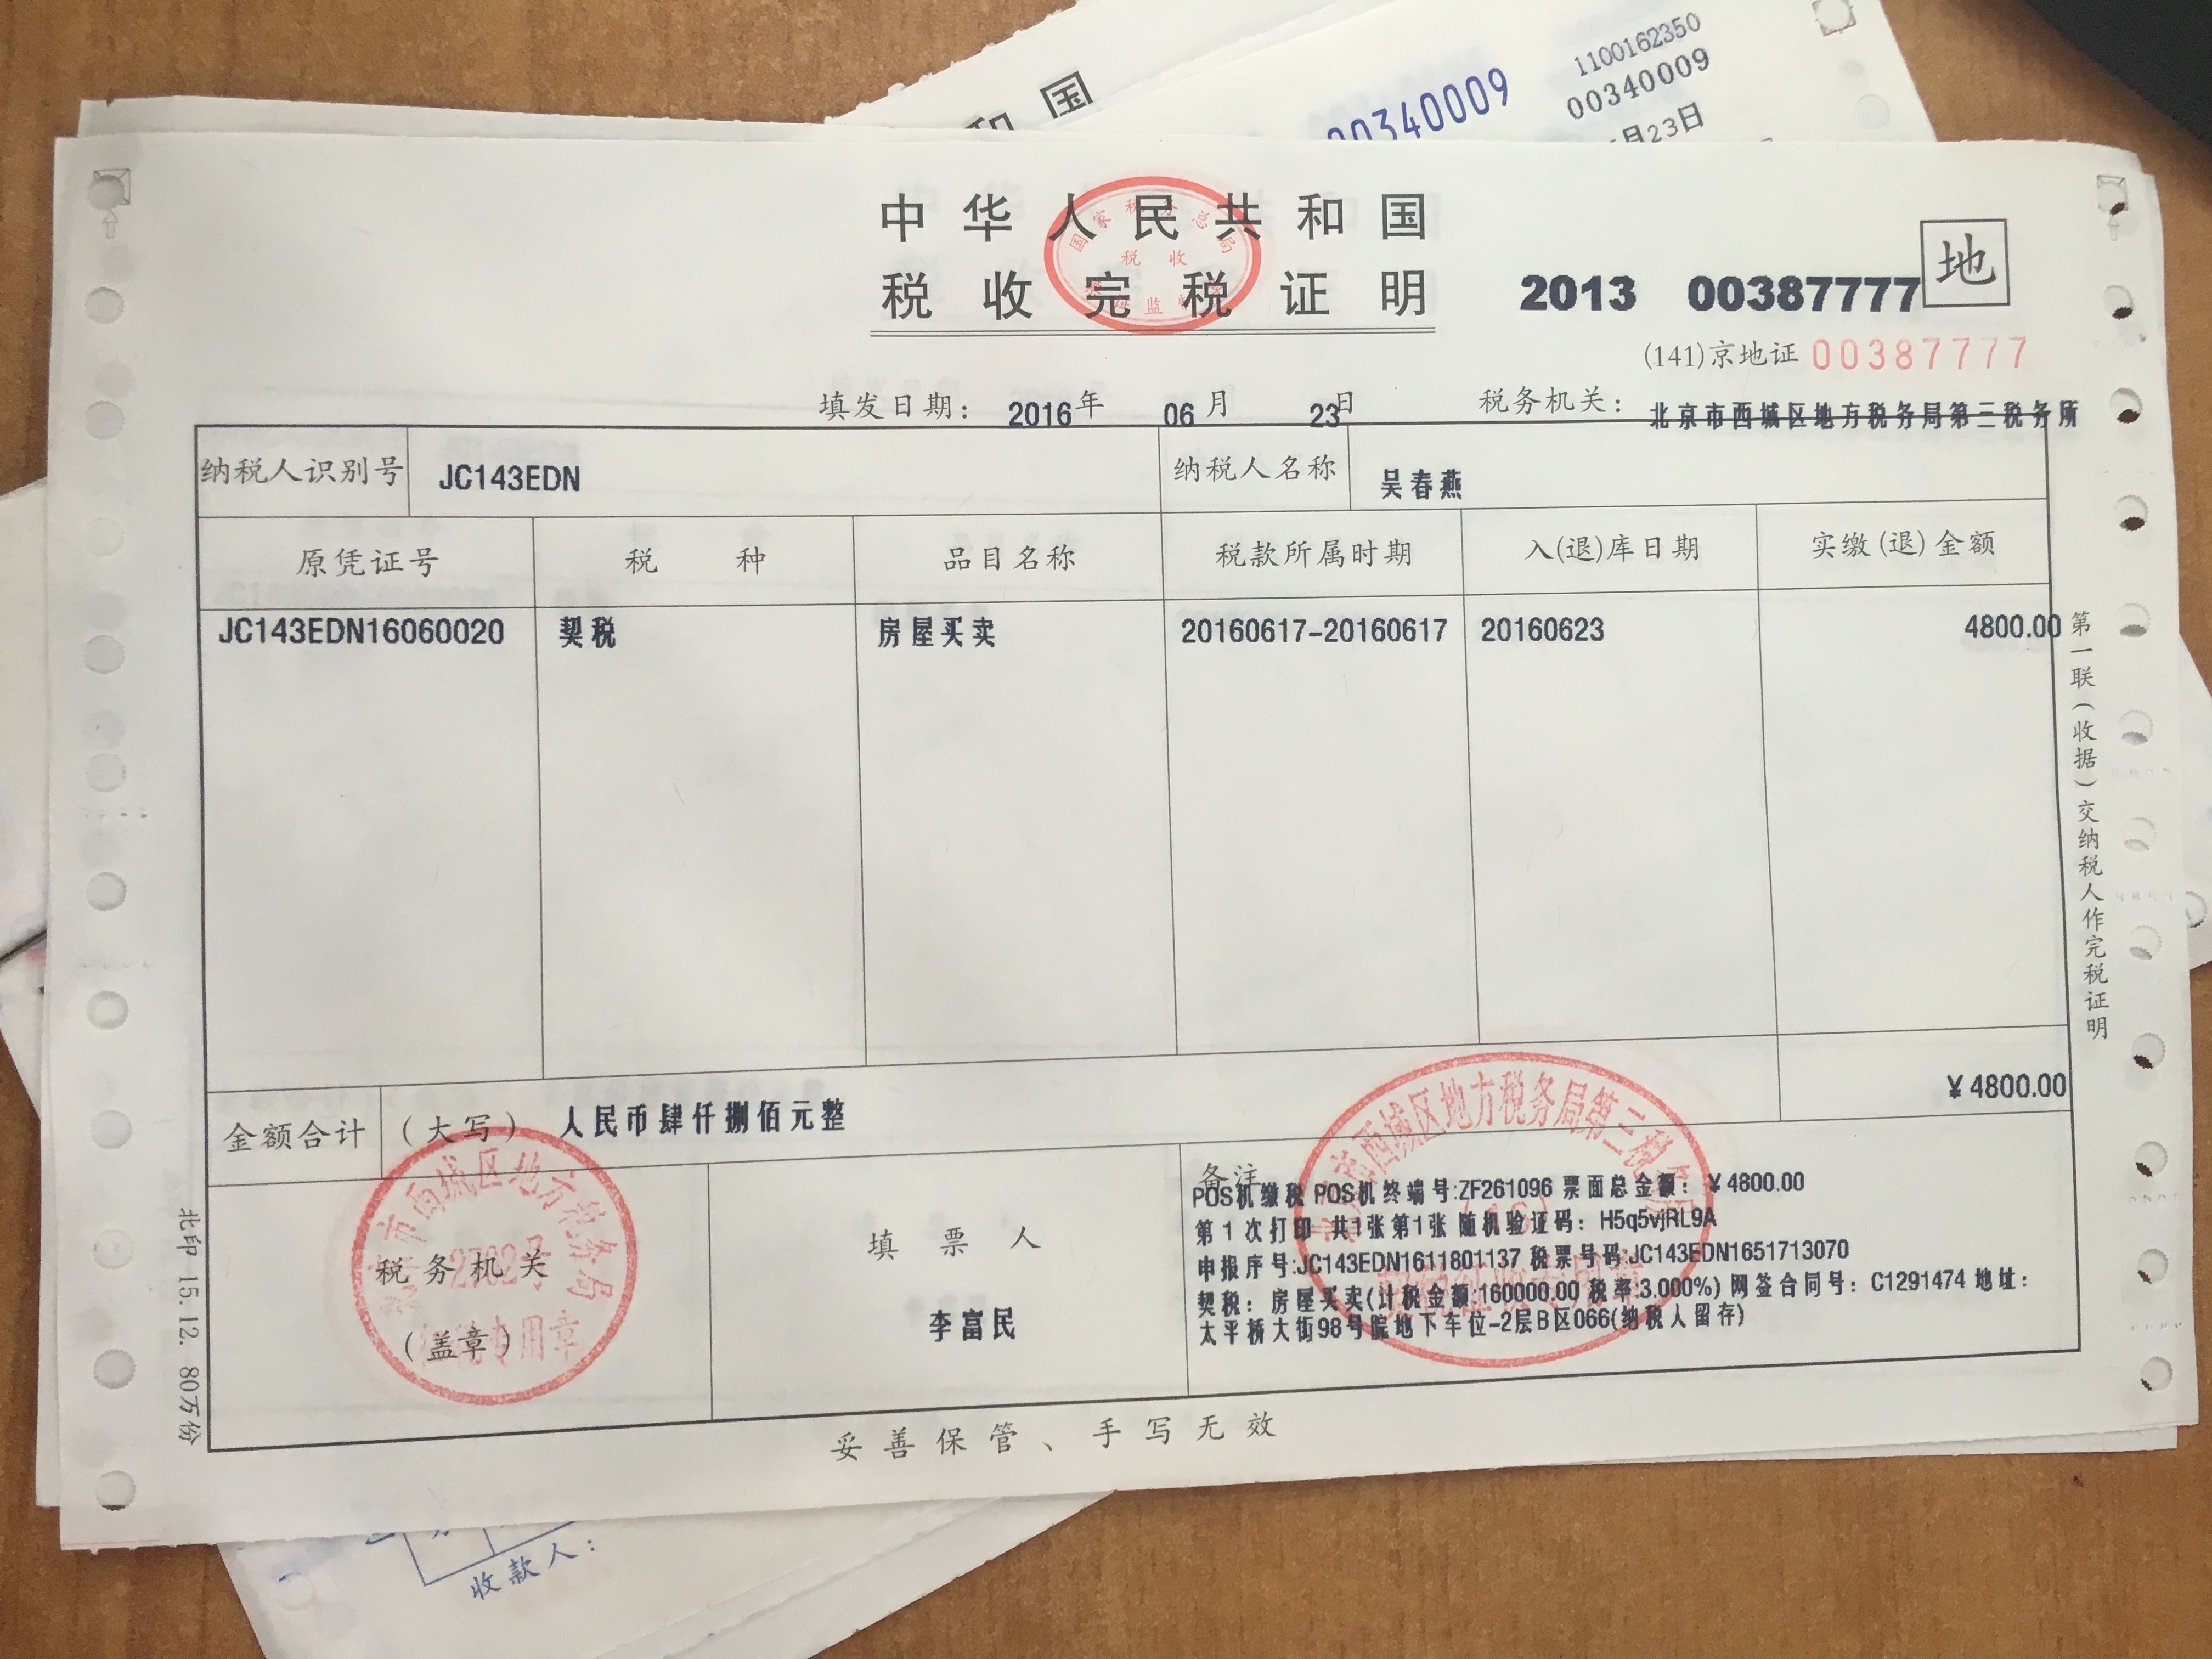 和 国
00340009
1100162350
00340009
月23日
中华人民共和国
税收完税证明
国家税务总局
税收
2013 00387777
地
(141)京地证 00387777
填发日期： 2016年 06月 23日 税务机关： 北京市西城区地方税务局第三税务所
纳税人识别号 JC143EDN 纳税人名称 吴春燕
原凭证号 税种 品目名称 税款所属时期 入(退)库日期 实缴(退)金额
JC143EDN16060020 契税 房屋买卖 20160617-20160617 20160623 4800.00
第一联(收据)交纳税人作完税证明
¥4800.00
金额合计 (大写) 人民币肆仟捌佰元整
税务机关
(盖章)
填票人
李富民
备注
POS机缴税 POS机终端号:ZF261096 票面总金额：¥4800.00
第1次打印 共1张第1张 随机验证码：H5q5vjRL9A
申报序号:JC143EDN1611801137 税票号码:JC143EDN1651713070
契税：房屋买卖(计税金额:160000.00 税率:3.000%) 网签合同号：C1291474 地址：
太平桥大街98号院地下车位-2层B区066(纳税人留存)
西城区地方税务局第三税
市西城区地方税务局
专用章
北印 15.12. 80万份
妥善保管、手写无效
收款人：